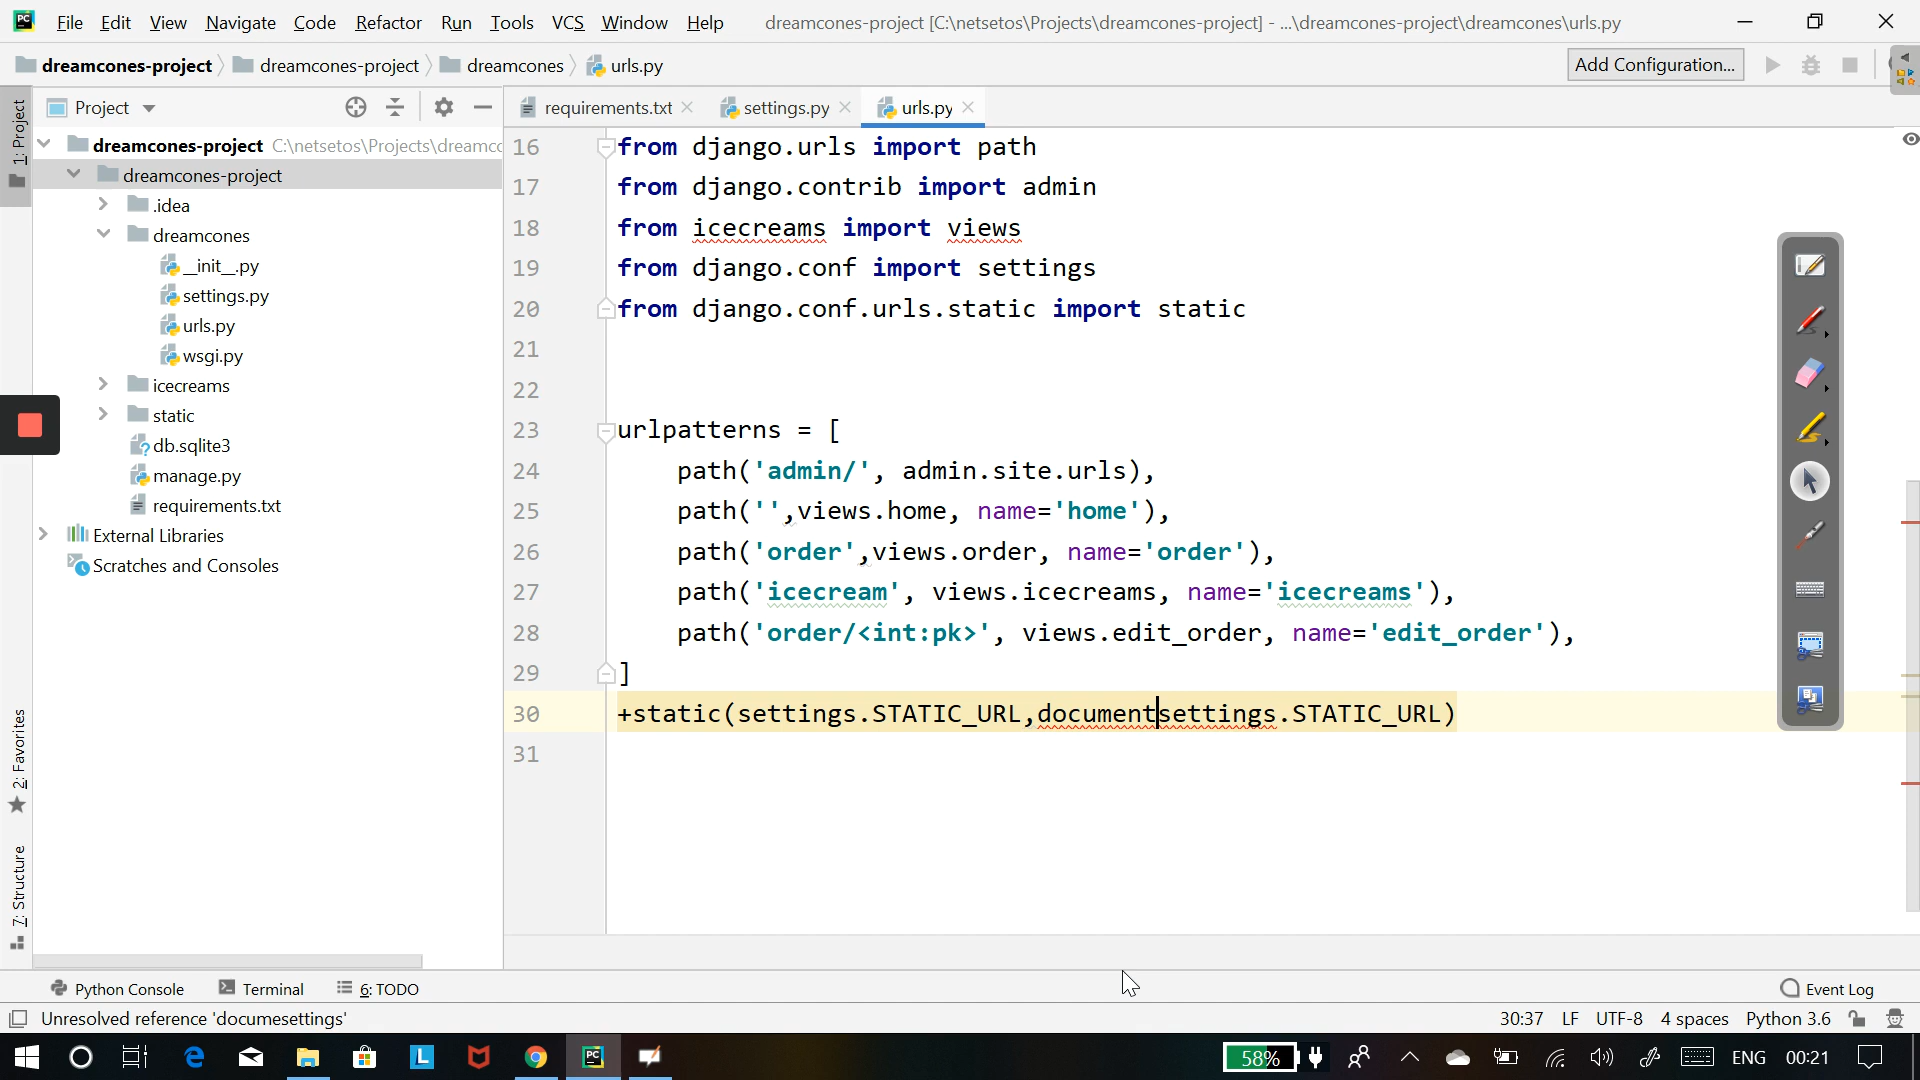 File Edit View Navigate Code Refactor Run Tools VCS Window Help dreamcones-project [C:\netsetos\Projects\dreamcones-project] - ...\dreamcones-project\dreamcones\urls.py
dreamcones-project dreamcones-project dreamcones urls.py Add Configuration...
Project requirements.txt settings.py urls.py
1: Project
dreamcones-project C:\netsetos\Projects\dreamc
dreamcones-project
.idea
dreamcones
__init__.py
settings.py
urls.py
wsgi.py
icecreams
static
db.sqlite3
manage.py
requirements.txt
External Libraries
Scratches and Consoles
2: Favorites
7: Structure
16 from django.urls import path
17 from django.contrib import admin
18 from icecreams import views
19 from django.conf import settings
20 from django.conf.urls.static import static
21
22
23 urlpatterns = [
24 path('admin/', admin.site.urls),
25 path('',views.home, name='home'),
26 path('order',views.order, name='order'),
27 path('icecream', views.icecreams, name='icecreams'),
28 path('order/<int:pk>', views.edit_order, name='edit_order'),
29 ]
30 +static(settings.STATIC_URL,documentsettings.STATIC_URL)
31
Python Console Terminal 6: TODO Event Log
Unresolved reference 'documesettings' 30:37 LF UTF-8 4 spaces Python 3.6
58% ENG 00:21